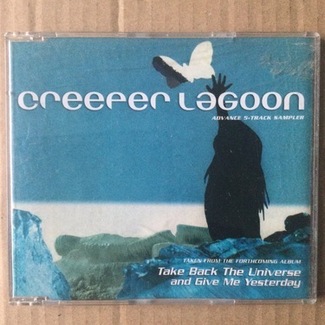 creeper lagoon
ADVANCE 5-TRACK SAMPLER
TAKEN FROM THE FORTHCOMING ALBUM
Take Back The Universe
and Give Me Yesterday